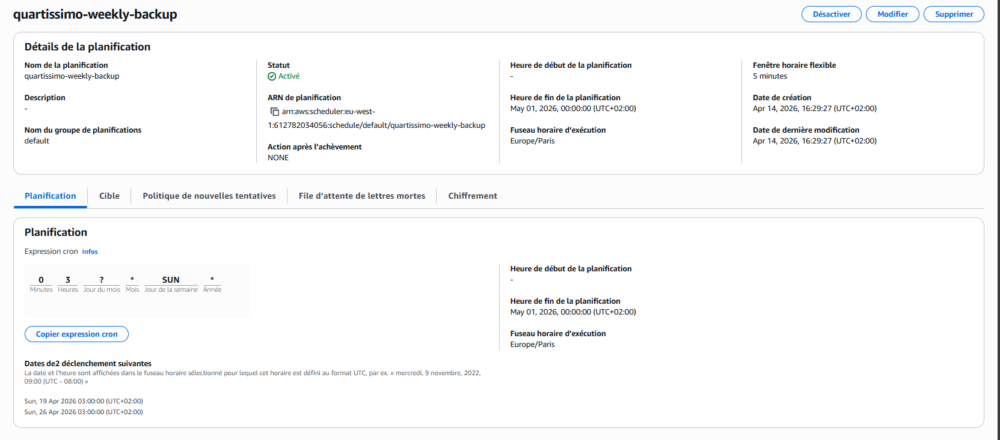 quartissimo-weekly-backup
Désactiver
Modifier
Supprimer
Détails de la planification
Nom de la planification
quartissimo-weekly-backup
Description
-
Nom du groupe de planifications
default
Statut
Activé
ARN de planification
arn:aws:scheduler:eu-west-
1:612782034056:schedule/default/quartissimo-weekly-backup
Action après l’achèvement
NONE
Heure de début de la planification
-
Heure de fin de la planification
May 01, 2026, 00:00:00 (UTC+02:00)
Fuseau horaire d’exécution
Europe/Paris
Fenêtre horaire flexible
5 minutes
Date de création
Apr 14, 2026, 16:29:27 (UTC+02:00)
Date de dernière modification
Apr 14, 2026, 16:29:27 (UTC+02:00)
Planification
Cible
Politique de nouvelles tentatives
File d’attente de lettres mortes
Chiffrement
Planification
Expression cron Infos
0 3 ? * SUN *
Minutes Heures Jour du mois Mois Jour de la semaine Année
Copier expression cron
Dates de2 déclenchement suivantes
La date et l’heure sont affichées dans le fuseau horaire sélectionné pour lequel cet horaire est défini au format UTC, par ex. « mercredi, 9 novembre, 2022,
09:00 (UTC – 08:00) »
Sun, 19 Apr 2026 03:00:00 (UTC+02:00)
Sun, 26 Apr 2026 03:00:00 (UTC+02:00)
Heure de début de la planification
-
Heure de fin de la planification
May 01, 2026, 00:00:00 (UTC+02:00)
Fuseau horaire d’exécution
Europe/Paris